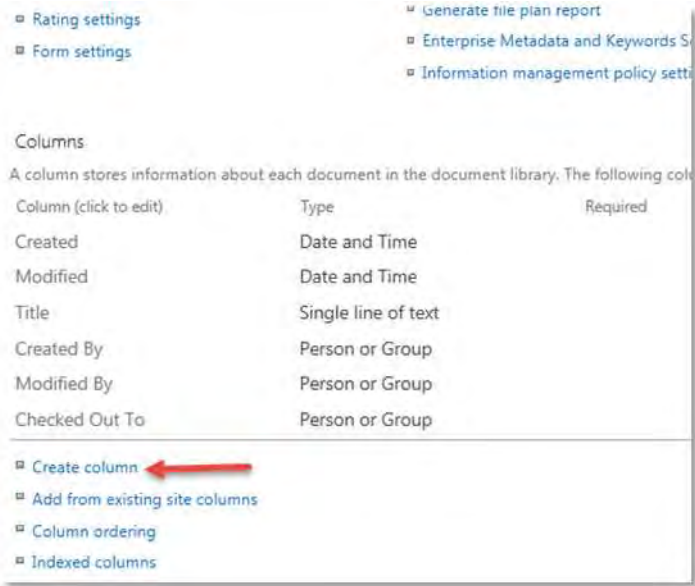 Rating settings
Form settings
Generate file plan report
Enterprise Metadata and Keywords S
Information management policy setti
Columns
A column stores information about each document in the document library. The following col
Column (click to edit) Type Required
Created Date and Time
Modified Date and Time
Title Single line of text
Created By Person or Group
Modified By Person or Group
Checked Out To Person or Group
Create column
Add from existing site columns
Column ordering
Indexed columns